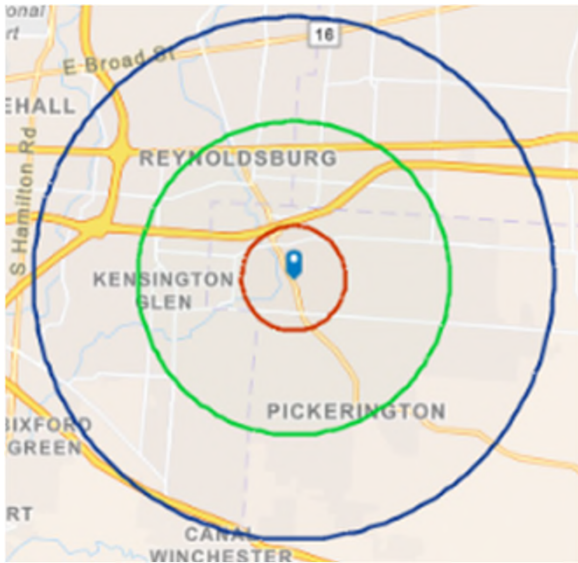 onal
rt
16
E Broad St
EHALL
REYNOLDSBURG
S Hamilton Rd
KENSINGTON
GLEN
PICKERINGTON
BIXFORD
GREEN
RT
CANAL
WINCHESTER